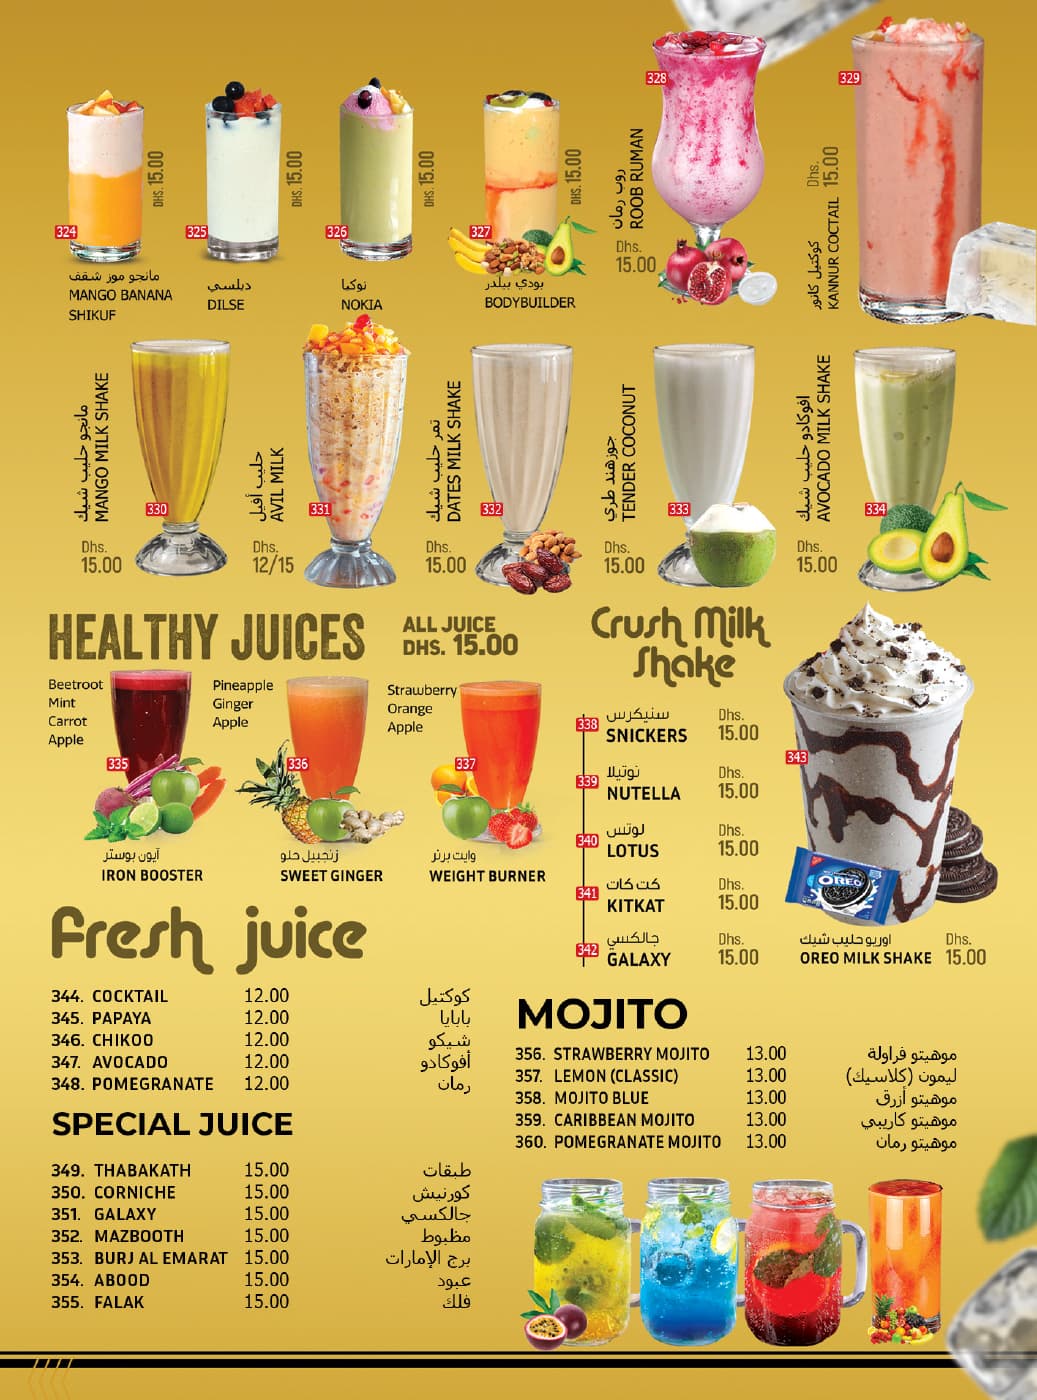 324
DHS. 15.00
مانجو موز شقف
MANGO BANANA
SHIKUF
325
DHS. 15.00
دبلسي
DILSE
326
DHS. 15.00
نوكيا
NOKIA
327
DHS. 15.00
بودي بيلدر
BODYBUILDER
328
روب رمان
ROOB RUMAN
Dhs.
15.00
329
Dhs.
15.00
كوكتيل كانور
KANNUR COCTAIL
مانجو حليب شيك
MANGO MILK SHAKE
330
Dhs.
15.00
حليب أفيل
AVIL MILK
331
Dhs.
12/15
تمر حليب شيك
DATES MILK SHAKE
332
Dhs.
15.00
جوزهند طري
TENDER COCONUT
333
Dhs.
15.00
افوكادو حليب شيك
AVOCADO MILK SHAKE
334
Dhs.
15.00
HEALTHY JUICES
ALL JUICE
DHS. 15.00
Beetroot
Mint
Carrot
Apple
335
آيون بوستر
IRON BOOSTER
Pineapple
Ginger
Apple
336
زنجبيل حلو
SWEET GINGER
Strawberry
Orange
Apple
337
وايت برنر
WEIGHT BURNER
Crush Milk
Shake
338
سنيكرس
SNICKERS
Dhs.
15.00
339
نوتيلا
NUTELLA
Dhs.
15.00
340
لوتس
LOTUS
Dhs.
15.00
341
كت كات
KITKAT
Dhs.
15.00
342
جالكسي
GALAXY
Dhs.
15.00
343
OREO
اوريو حليب شيك
OREO MILK SHAKE
Dhs.
15.00
Fresh juice
344. COCKTAIL 12.00 كوكتيل
345. PAPAYA 12.00 بابايا
346. CHIKOO 12.00 شيكو
347. AVOCADO 12.00 أفوكادو
348. POMEGRANATE 12.00 رمان
SPECIAL JUICE
349. THABAKATH 15.00 طبقات
350. CORNICHE 15.00 كورنيش
351. GALAXY 15.00 جالكسي
352. MAZBOOTH 15.00 مظبوط
353. BURJ AL EMARAT 15.00 برج الإمارات
354. ABOOD 15.00 عبود
355. FALAK 15.00 فلك
MOJITO
356. STRAWBERRY MOJITO 13.00 موهيتو فراولة
357. LEMON (CLASSIC) 13.00 ليمون (كلاسيك)
358. MOJITO BLUE 13.00 موهيتو أزرق
359. CARIBBEAN MOJITO 13.00 موهيتو كاريبي
360. POMEGRANATE MOJITO 13.00 موهيتو رمان